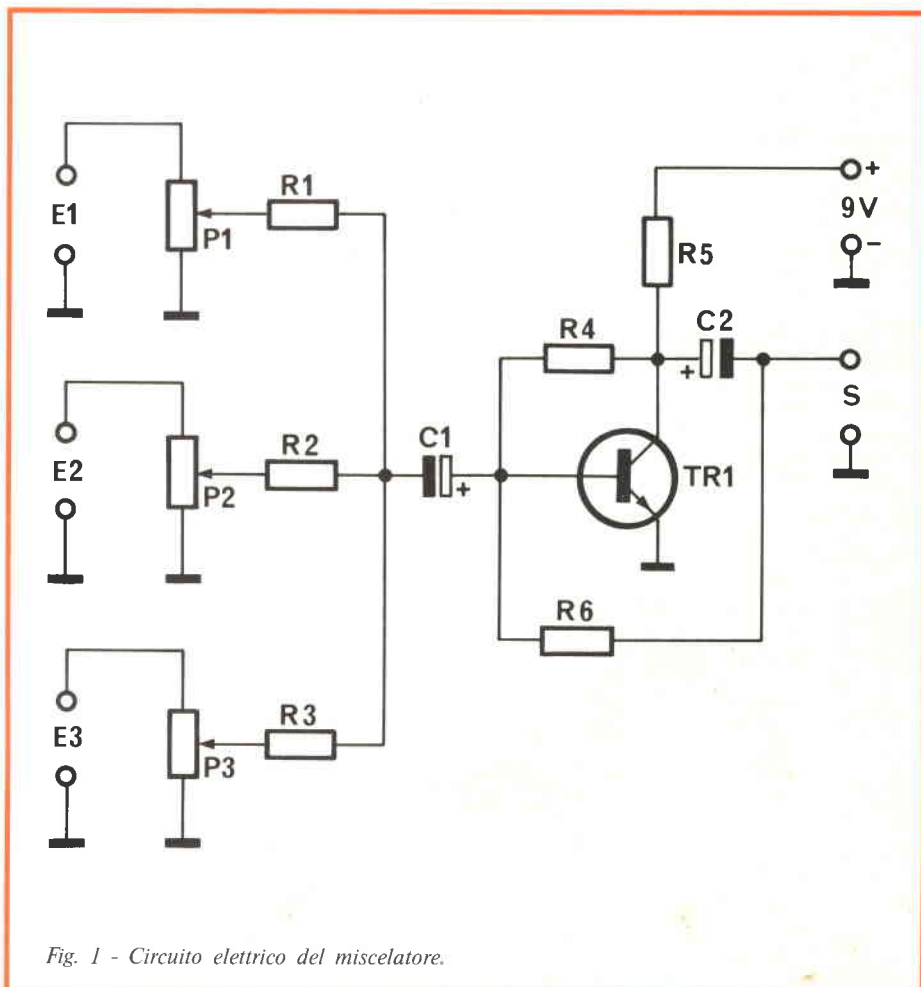 R1
E1
P1
R2
E2
P2
R3
E3
P3
C1
+
R4
R5
C2
+
TR1
R6
+
9V
-
S
Fig. 1 - Circuito elettrico del miscelatore.